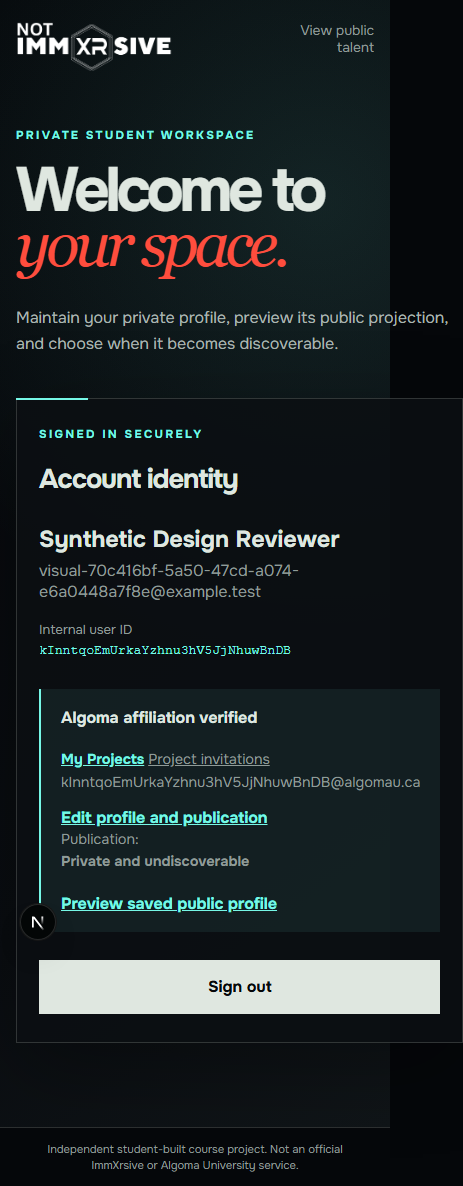 NOT
IMMXRSIVE
View public
talent
PRIVATE STUDENT WORKSPACE
Welcome to
your space.
Maintain your private profile, preview its public projection,
and choose when it becomes discoverable.
SIGNED IN SECURELY
Account identity
Synthetic Design Reviewer
visual-70c416bf-5a50-47cd-a074-
e6a0448a7f8e@example.test
Internal user ID
kInntqoEmUrkaYzhnu3hV5JjNhuwBnDB
Algoma affiliation verified
My Projects Project invitations
kInntqoEmUrkaYzhnu3hV5JjNhuwBnDB@algomau.ca
Edit profile and publication
Publication:
Private and undiscoverable
Preview saved public profile
N
Sign out
Independent student-built course project. Not an official
ImmXrsive or Algoma University service.